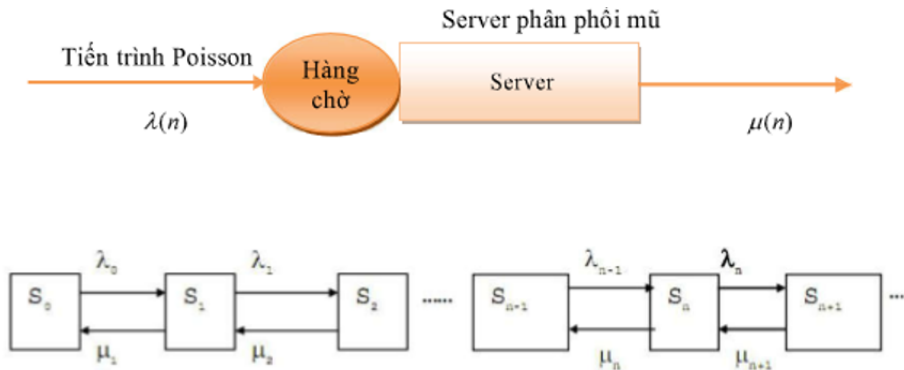 Server phân phối mũ
Tiến trình Poisson
Hàng
chờ
Server
λ(n)
μ(n)
λ₀ λ₁ λₙ₋₁ λₙ
S₀ S₁ S₂ ...... Sₙ₋₁ Sₙ Sₙ₊₁ ...
μ₁ μ₂ μₙ μₙ₊₁